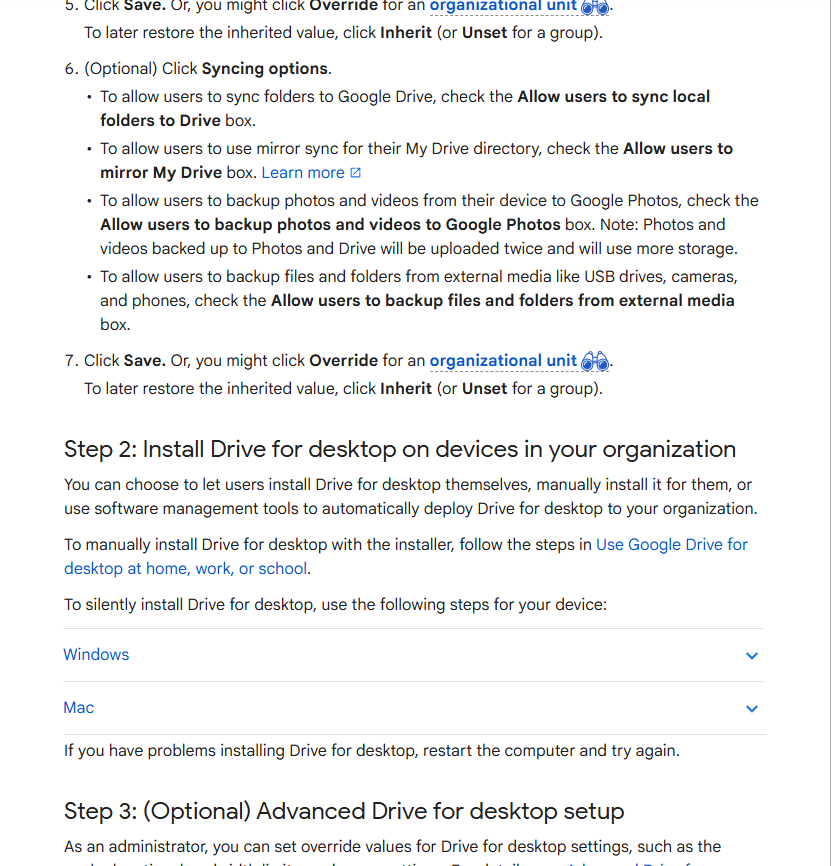 5. Click Save. Or, you might click Override for an organizational unit.
To later restore the inherited value, click Inherit (or Unset for a group).
6. (Optional) Click Syncing options.
• To allow users to sync folders to Google Drive, check the Allow users to sync local
folders to Drive box.
• To allow users to use mirror sync for their My Drive directory, check the Allow users to
mirror My Drive box. Learn more
• To allow users to backup photos and videos from their device to Google Photos, check the
Allow users to backup photos and videos to Google Photos box. Note: Photos and
videos backed up to Photos and Drive will be uploaded twice and will use more storage.
• To allow users to backup files and folders from external media like USB drives, cameras,
and phones, check the Allow users to backup files and folders from external media
box.
7. Click Save. Or, you might click Override for an organizational unit.
To later restore the inherited value, click Inherit (or Unset for a group).
Step 2: Install Drive for desktop on devices in your organization
You can choose to let users install Drive for desktop themselves, manually install it for them, or
use software management tools to automatically deploy Drive for desktop to your organization.
To manually install Drive for desktop with the installer, follow the steps in Use Google Drive for
desktop at home, work, or school.
To silently install Drive for desktop, use the following steps for your device:
Windows
Mac
If you have problems installing Drive for desktop, restart the computer and try again.
Step 3: (Optional) Advanced Drive for desktop setup
As an administrator, you can set override values for Drive for desktop settings, such as the